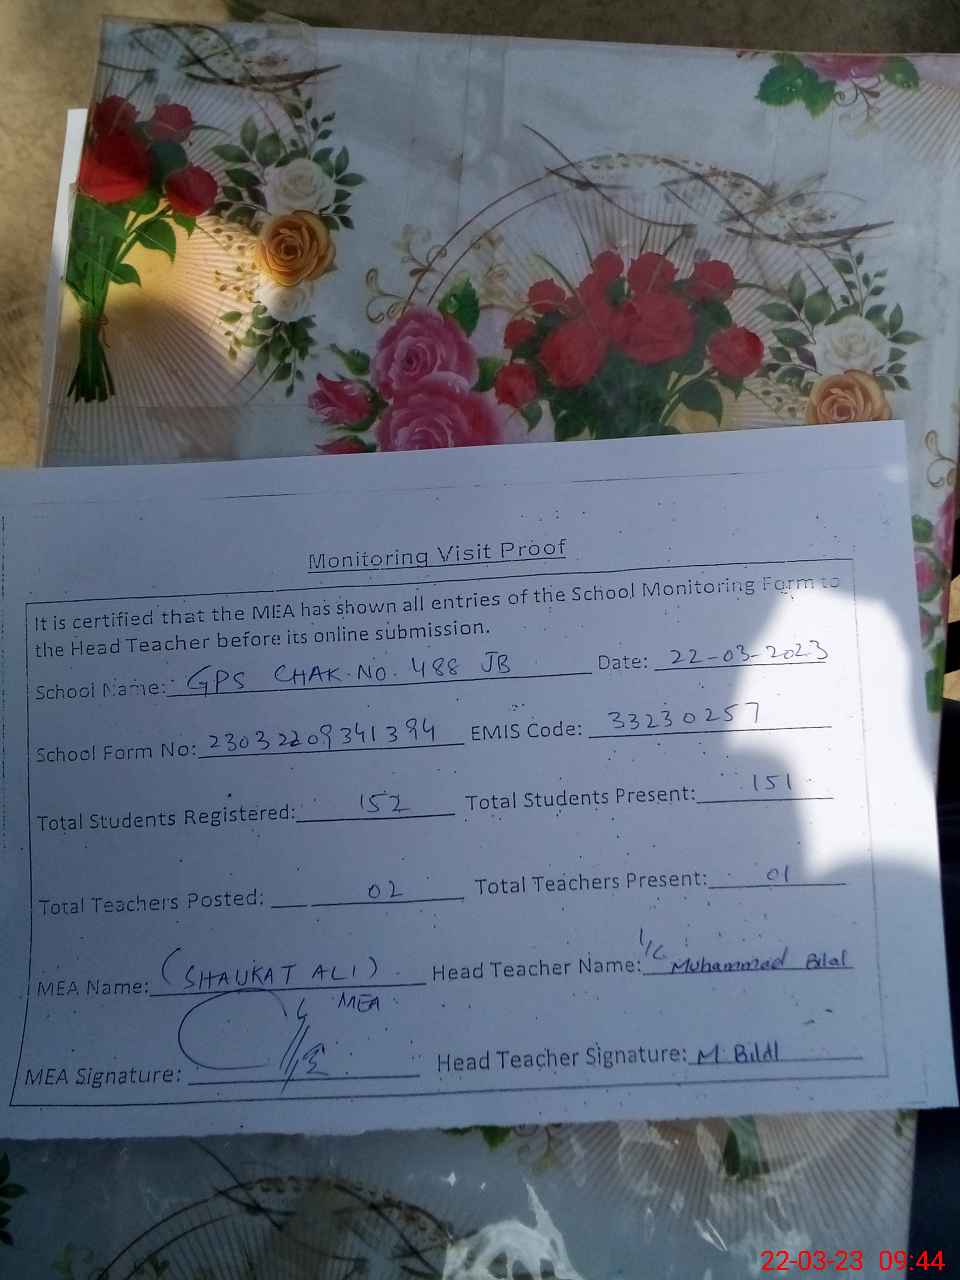 Monitoring Visit Proof
It is certified that the MEA has shown all entries of the School Monitoring Form to
the Head Teacher before its online submission.
School Name: GPS CHAK.NO. 488 JB Date: 22-03-2023
School Form No: 23032209341394 EMIS Code: 33230257
Total Students Registered: 152 Total Students Present: 151
Total Teachers Posted: 02 Total Teachers Present: 01
MEA Name: (SHAUKAT ALI) Head Teacher Name: I/C Muhammad Bilal
MEA
MEA Signature: Head Teacher Signature: M. Bilal
22-03-23 09:44